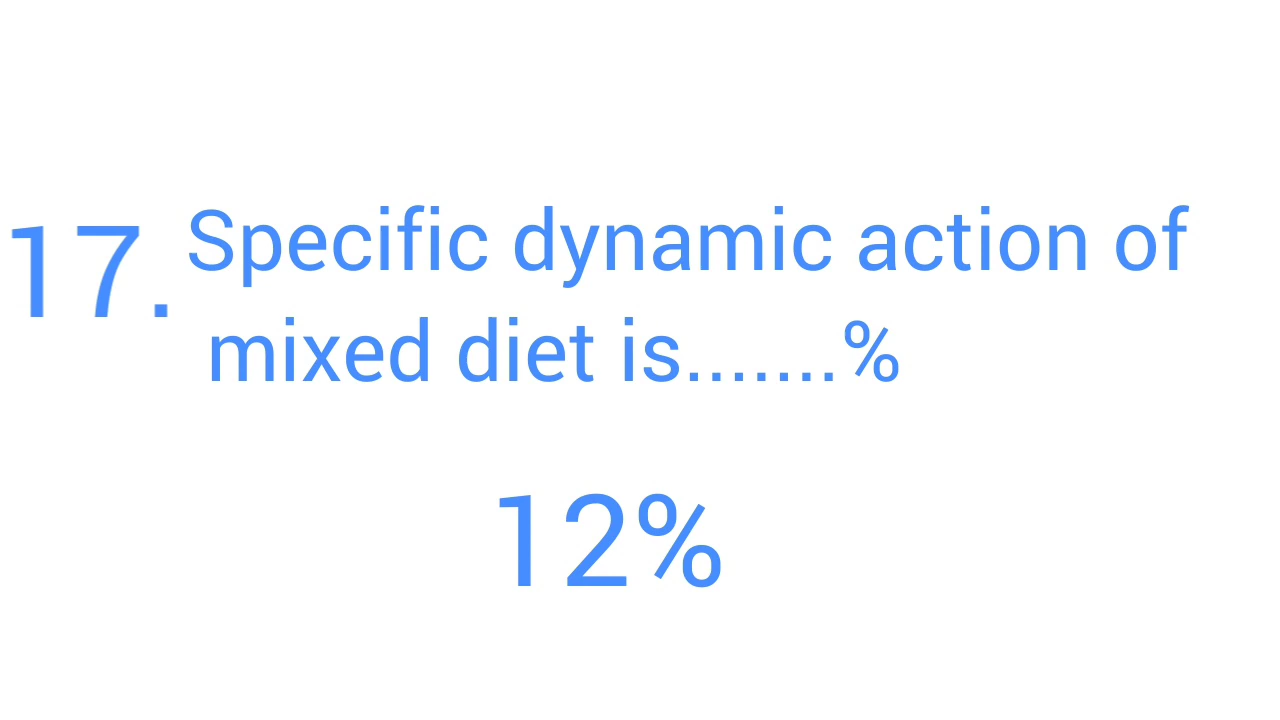 17. Specific dynamic action of
mixed diet is.......%
12%